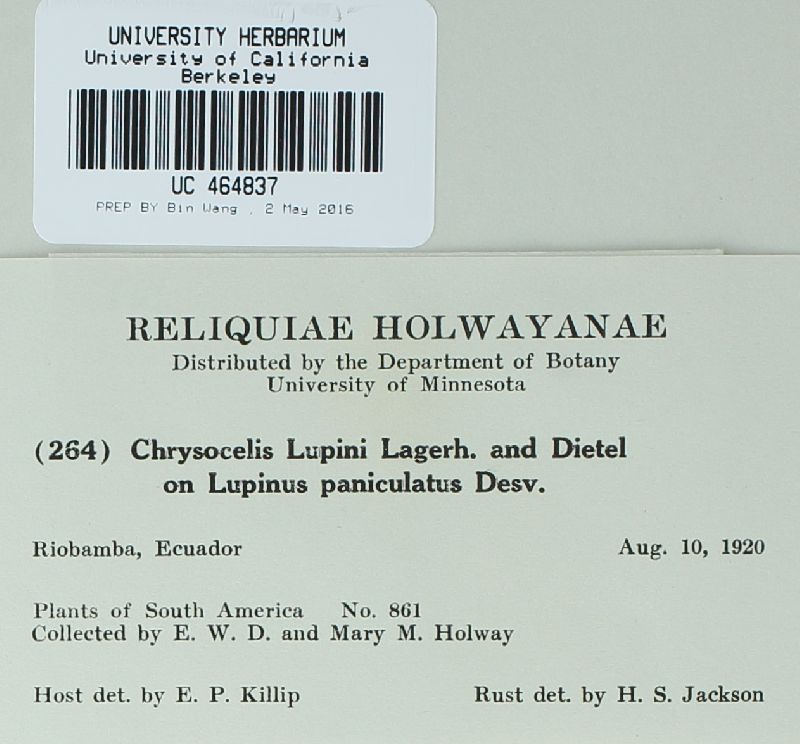 UNIVERSITY HERBARIUM
University of California
Berkeley
UC 464837
PREP BY Bin Wang , 2 May 2016
RELIQUIAE HOLWAYANAE
Distributed by the Department of Botany
University of Minnesota
(264) Chrysocelis Lupini Lagerh. and Dietel
on Lupinus paniculatus Desv.
Riobamba, Ecuador Aug. 10, 1920
Plants of South America No. 861
Collected by E. W. D. and Mary M. Holway
Host det. by E. P. Killip Rust det. by H. S. Jackson